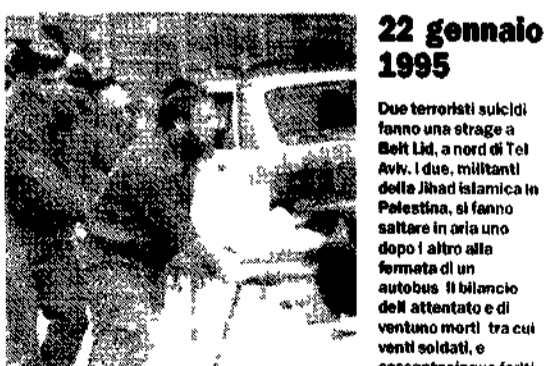 22 gennaio
1995
Due terroristi suicidi
fanno una strage a
Beit Lid, a nord di Tel
Aviv. I due, militanti
della Jihad islamica in
Palestina, si fanno
saltare in aria uno
dopo l altro alla
fermata di un
autobus Il bilancio
dell attentato e di
ventuno morti tra cui
venti soldati, e